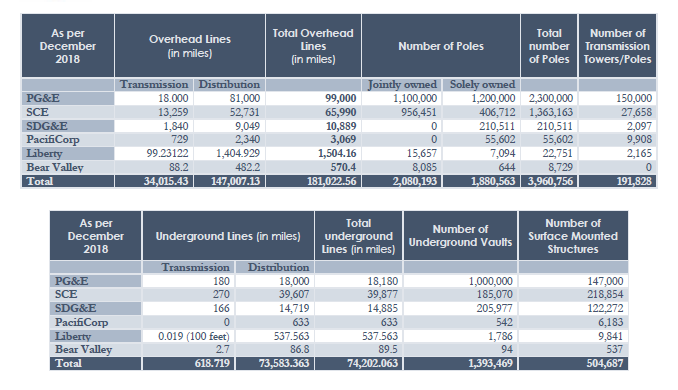 As per December 2018 Overhead Lines (in miles) Total Overhead Lines (in miles) Number of Poles Total number of Poles Number of Transmission Towers/Poles
Transmission Distribution Jointly owned Solely owned
PG&E 18.000 81,000 99,000 1,100,000 1,200,000 2,300,000 150,000
SCE 13,259 52,731 65,990 956,451 406,712 1,363,163 27,658
SDG&E 1,840 9,049 10,889 0 210,511 210,511 2,097
PacifiCorp 729 2,340 3,069 0 55,602 55,602 9,908
Liberty 99.23122 1,404.929 1,504.16 15,657 7,094 22,751 2,165
Bear Valley 88.2 482.2 570.4 8,085 644 8,729 0
Total 34,015.43 147,007.13 181,022.56 2,080,193 1,880,563 3,960,756 191,828
As per December 2018 Underground Lines (in miles) Total underground Lines (in miles) Number of Underground Vaults Number of Surface Mounted Structures
Transmission Distribution
PG&E 180 18,000 18,180 1,000,000 147,000
SCE 270 39,607 39,877 185,070 218,854
SDG&E 166 14,719 14,885 205,977 122,272
PacifiCorp 0 633 633 542 6,183
Liberty 0.019 (100 feet) 537.563 537.563 1,786 9,841
Bear Valley 2.7 86.8 89.5 94 537
Total 618.719 73,583.363 74,202.063 1,393,469 504,687